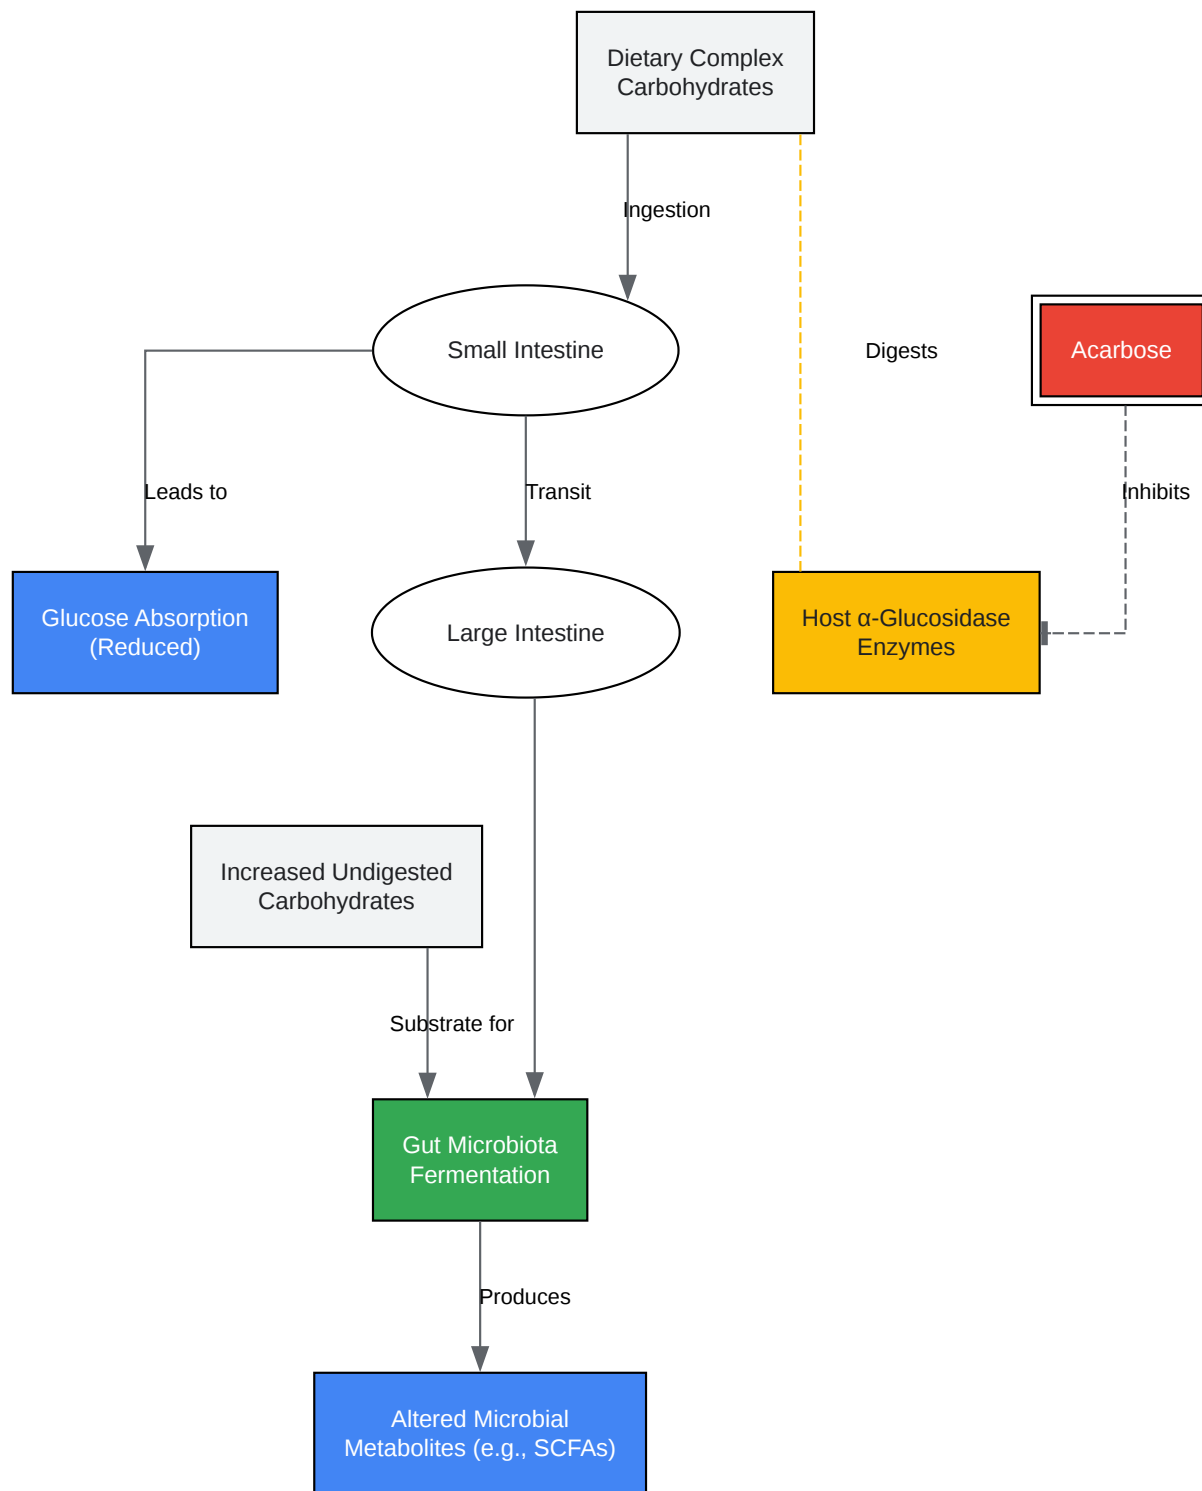 Dietary Complex
Carbohydrates
Ingestion
Small Intestine
Digests
Acarbose
Leads to
Transit
Inhibits
Glucose Absorption
(Reduced)
Large Intestine
Host α-Glucosidase
Enzymes
Increased Undigested
Carbohydrates
Substrate for
Gut Microbiota
Fermentation
Produces
Altered Microbial
Metabolites (e.g., SCFAs)